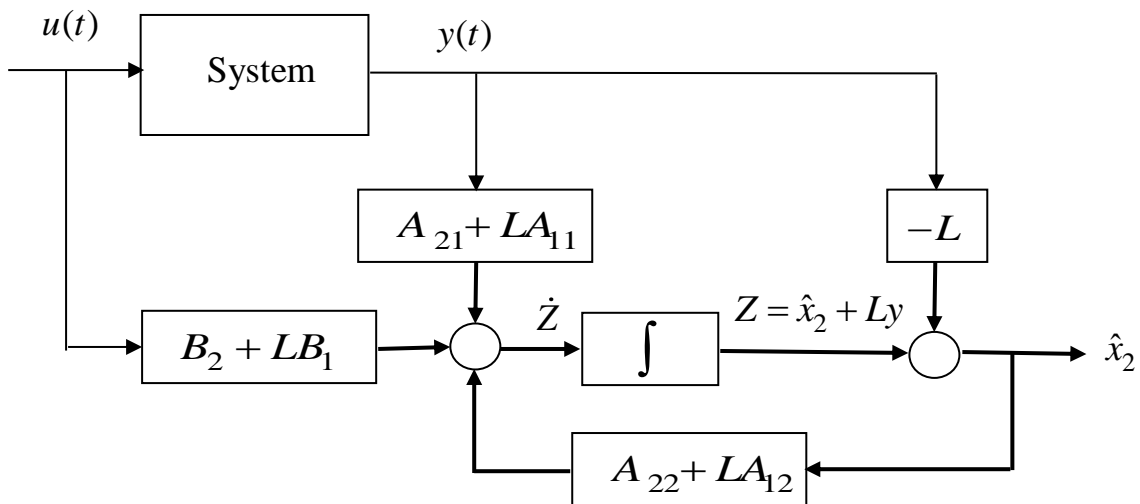 u(t)
System
y(t)
A₂₁ + LA₁₁
−L
B₂ + LB₁
Ż
∫
Z = x̂₂ + Ly
x̂₂
A₂₂ + LA₁₂